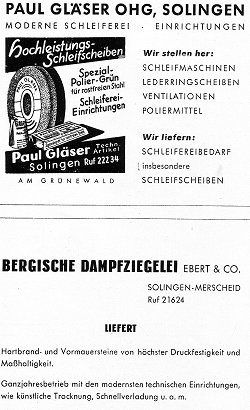 PAUL GLÄSER OHG, SOLINGEN
MODERNE SCHLEIFEREI - EINRICHTUNGEN
Hochleistungs-
Schleifscheiben
Spezial-
Polier-Grün
für rostfreien Stahl
Schleiferei-
Einrichtungen
Paul Gläser Techn. Artikel
Solingen Ruf 22234
AM GRÜNEWALD
Wir stellen her:
SCHLEIFMASCHINEN
LEDERRINGSCHEIBEN
VENTILATIONEN
POLIERMITTEL
Wir liefern:
SCHLEIFEREIBEDARF
insbesondere
SCHLEIFSCHEIBEN
BERGISCHE DAMPFZIEGELEI EBERT & CO.
SOLINGEN-MERSCHEID
Ruf 21624
LIEFERT
Hartbrand- und Vormauersteine von höchster Druckfestigkeit und
Maßholtigkeit.
Ganzjahresbetrieb mit den modernsten technischen Einrichtungen,
wie künstliche Trocknung, Schnellverladung u. a. m.